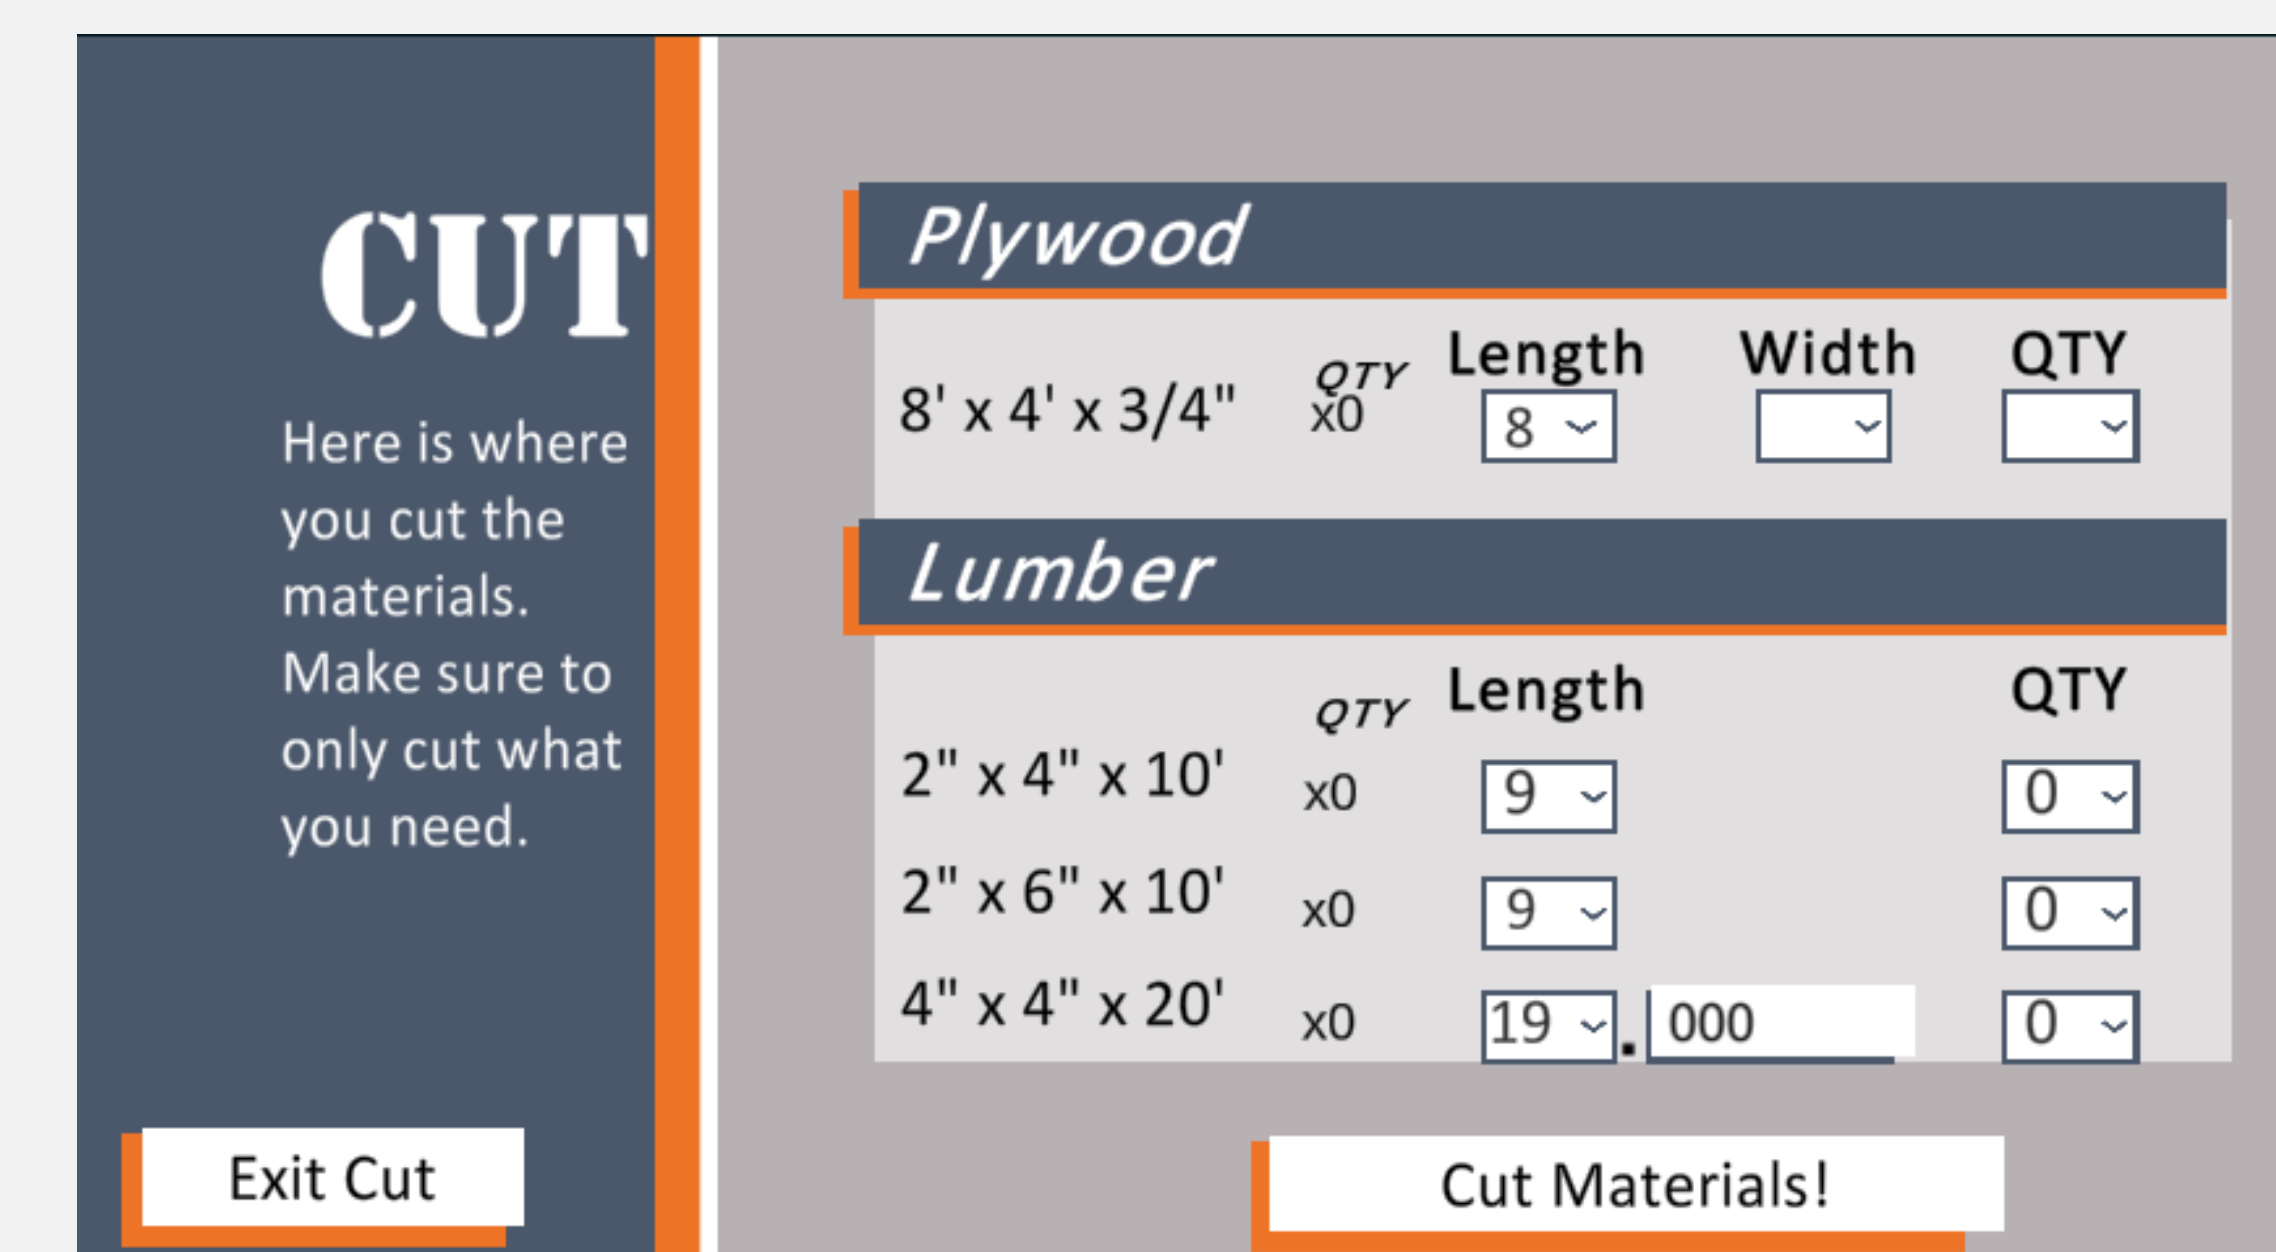 CUT
Here is where
you cut the
materials.
Make sure to
only cut what
you need.
Exit Cut
Plywood
QTY Length Width QTY
8' x 4' x 3/4" x0 8
Lumber
QTY Length QTY
2" x 4" x 10' x0 9 0
2" x 6" x 10' x0 9 0
4" x 4" x 20' x0 19 . 000 0
Cut Materials!